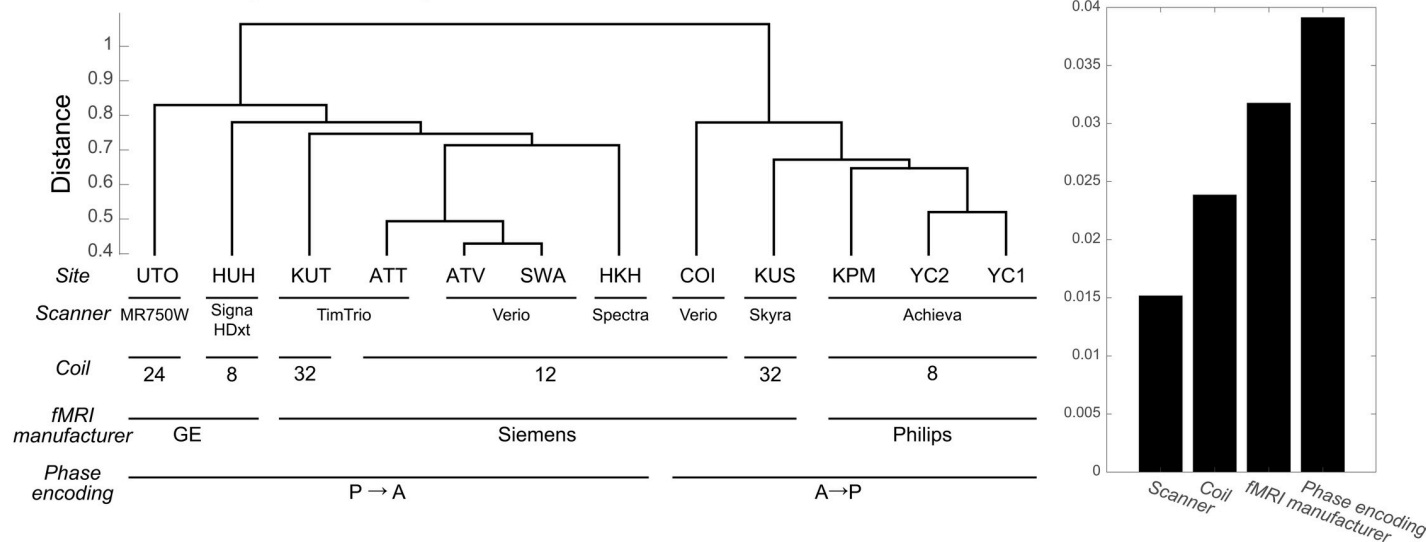 Distance
1
0.9
0.8
0.7
0.6
0.5
0.4
Site UTO HUH KUT ATT ATV SWA HKH COI KUS KPM YC2 YC1
Scanner MR750W Signa HDxt TimTrio Verio Spectra Verio Skyra Achieva
Coil 24 8 32 12 32 8
fMRI
manufacturer GE Siemens Philips
Phase
encoding P → A A→P
0.04
0.035
0.03
0.025
0.02
0.015
0.01
0.005
0
Scanner
Coil
fMRI manufacturer
Phase encoding